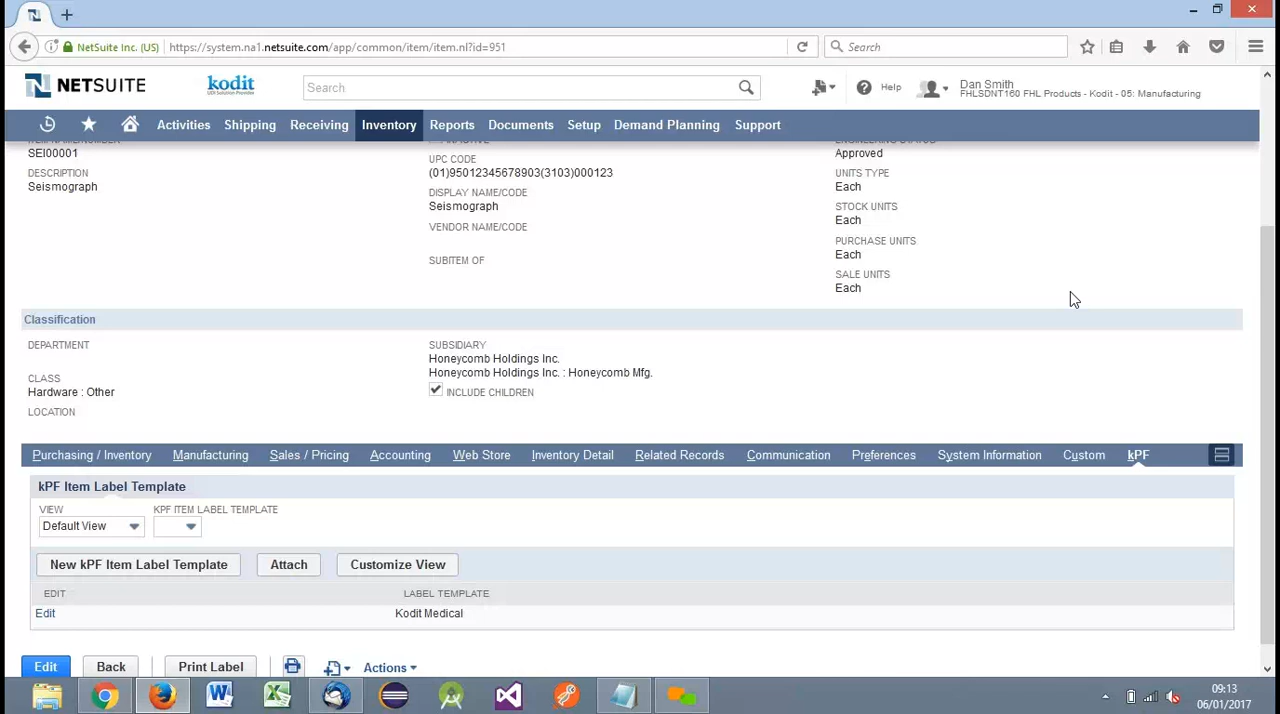 NetSuite Inc. (US)
https://system.na1.netsuite.com/app/common/item/item.nl?id=951
Search
NETSUITE
kodit
UDI Solution Provider
Search
Help
Dan Smith
FHLSDNT160 FHL Products - Kodit - 05: Manufacturing
Activities Shipping Receiving Inventory Reports Documents Setup Demand Planning Support
SEI00001
DESCRIPTION
Seismograph
INACTIVE
UPC CODE
(01)95012345678903(3103)000123
DISPLAY NAME/CODE
Seismograph
VENDOR NAME/CODE
SUBITEM OF
ENGINEERING STATUS
Approved
UNITS TYPE
Each
STOCK UNITS
Each
PURCHASE UNITS
Each
SALE UNITS
Each
Classification
DEPARTMENT
CLASS
Hardware : Other
LOCATION
SUBSIDIARY
Honeycomb Holdings Inc.
Honeycomb Holdings Inc. : Honeycomb Mfg.
INCLUDE CHILDREN
Purchasing / Inventory Manufacturing Sales / Pricing Accounting Web Store Inventory Detail Related Records Communication Preferences System Information Custom kPF
kPF Item Label Template
VIEW
Default View
KPF ITEM LABEL TEMPLATE
New kPF Item Label Template Attach Customize View
EDIT LABEL TEMPLATE
Edit Kodit Medical
Edit Back Print Label Actions
09:13
06/01/2017